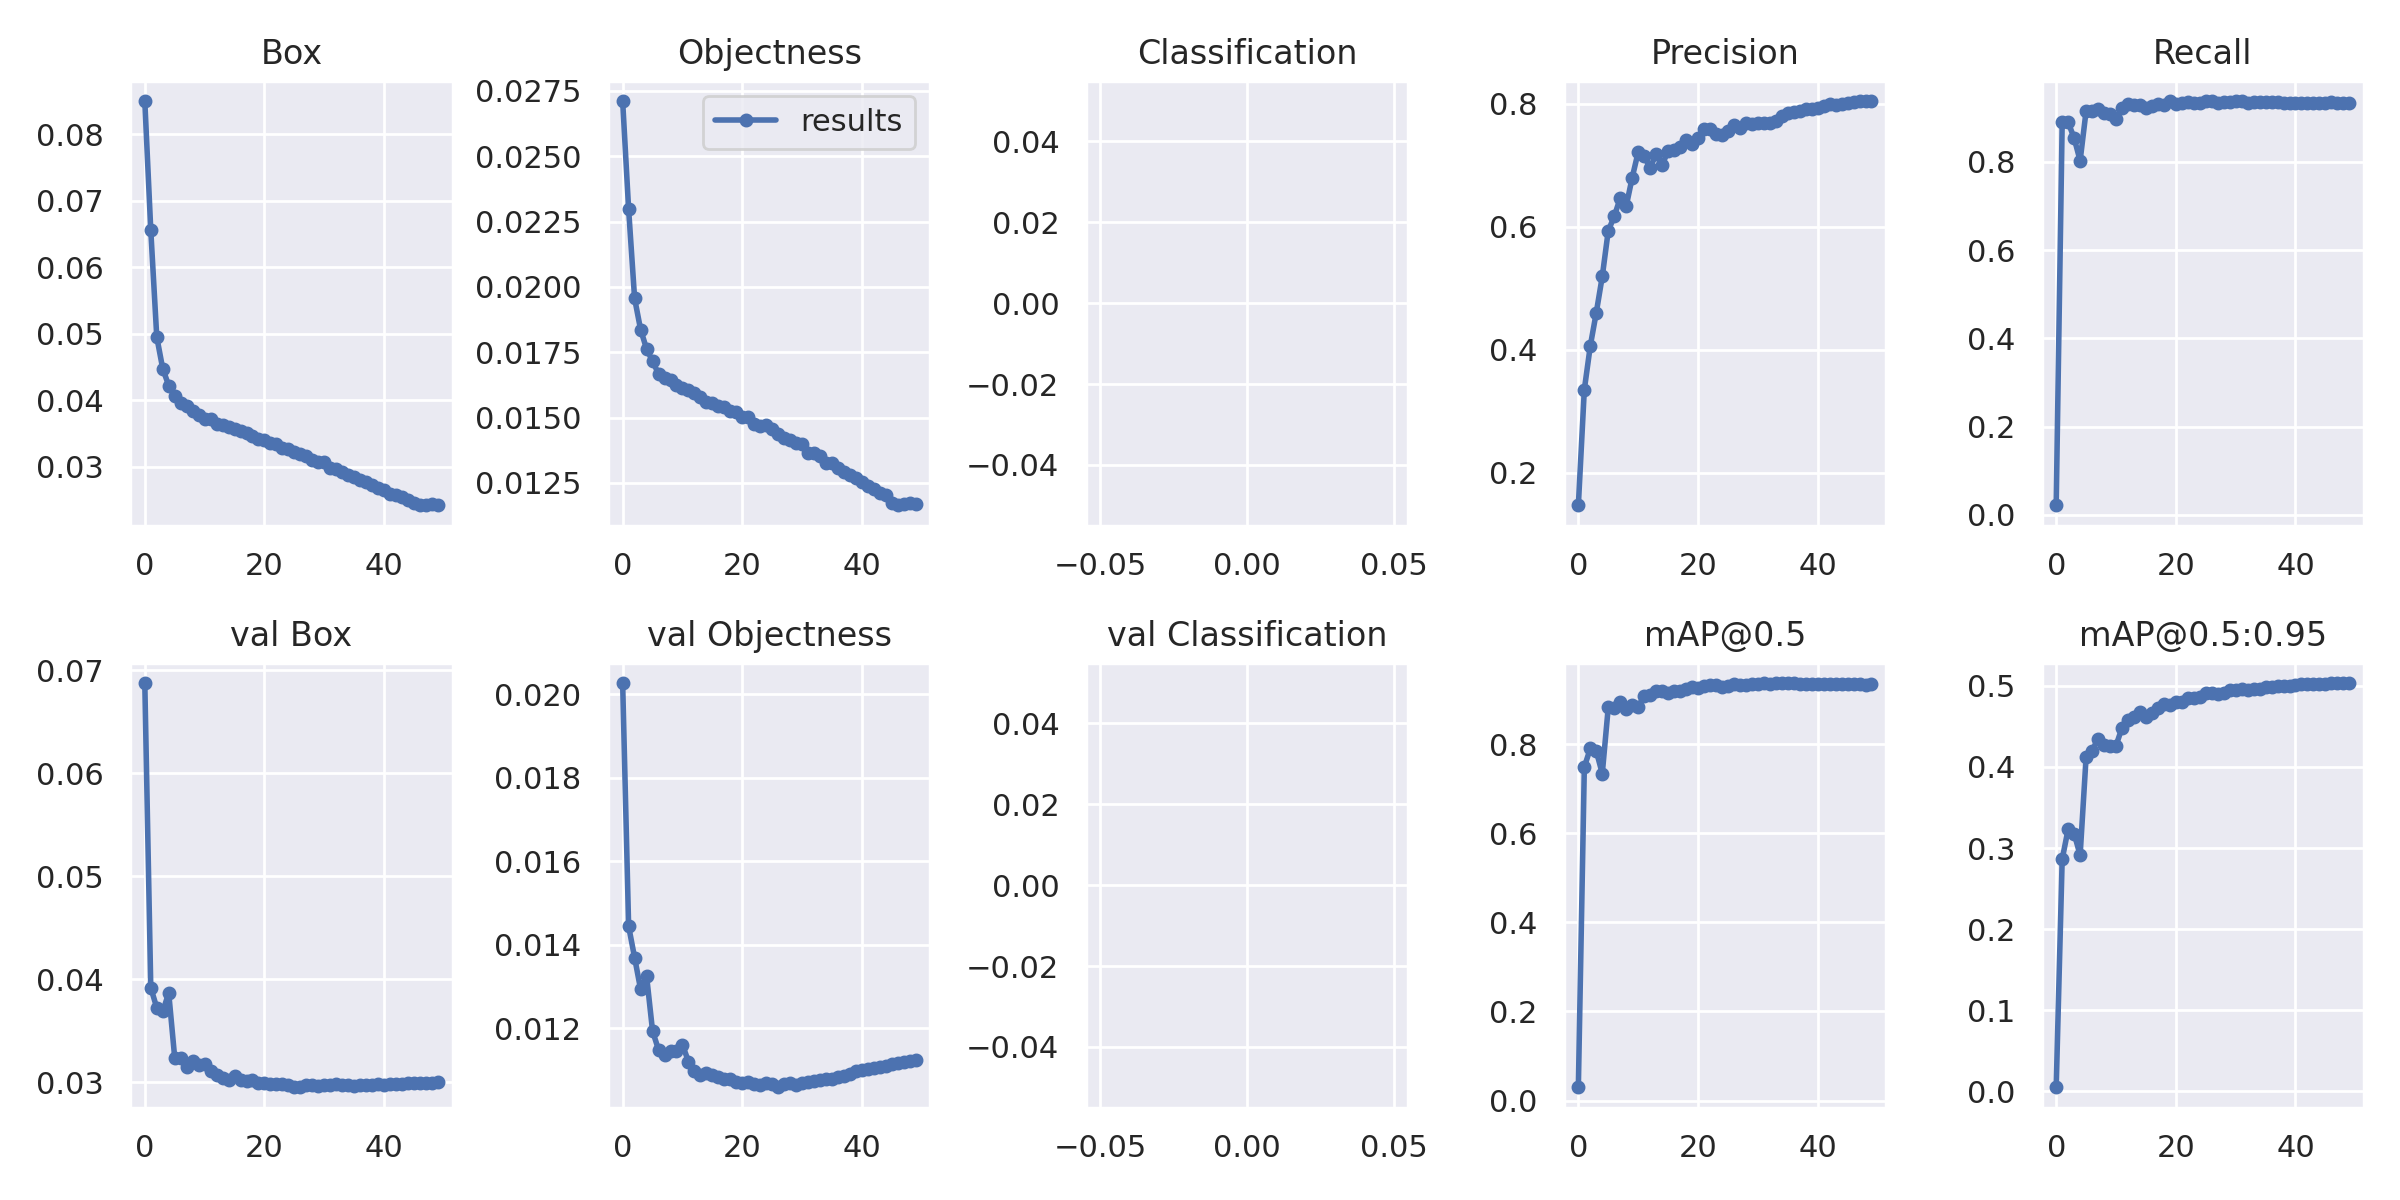 Box
0.08
0.07
0.06
0.05
0.04
0.03
0 20 40
Objectness
results
0.0275
0.0250
0.0225
0.0200
0.0175
0.0150
0.0125
0 20 40
Classification
0.04
0.02
0.00
−0.02
−0.04
−0.05 0.00 0.05
Precision
0.8
0.6
0.4
0.2
0 20 40
Recall
0.8
0.6
0.4
0.2
0.0
0 20 40
val Box
0.07
0.06
0.05
0.04
0.03
0 20 40
val Objectness
0.020
0.018
0.016
0.014
0.012
0 20 40
val Classification
0.04
0.02
0.00
−0.02
−0.04
−0.05 0.00 0.05
mAP@0.5
0.8
0.6
0.4
0.2
0.0
0 20 40
mAP@0.5:0.95
0.5
0.4
0.3
0.2
0.1
0.0
0 20 40